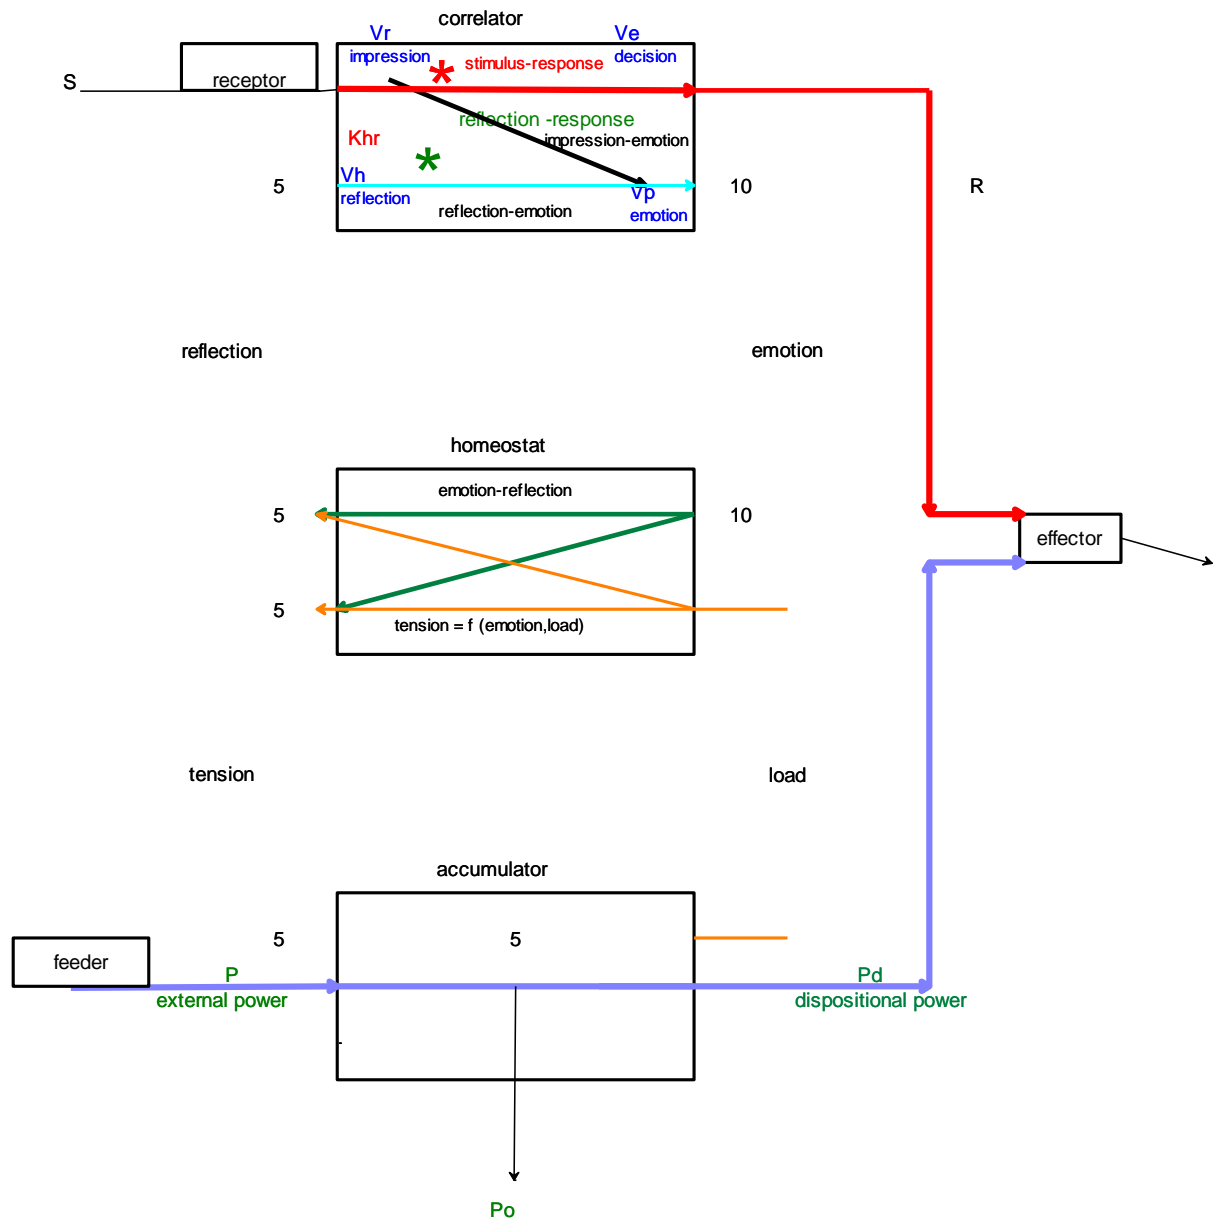 correlator
Vr
Ve
impression
decision
S
receptor
*
stimulus-response
reflection -response
Khr
impression-emotion
*
5
Vh
reflection
Vp
emotion
10
R
reflection-emotion
reflection
emotion
homeostat
emotion-reflection
5
10
effector
5
tension = f (emotion,load)
tension
load
accumulator
5
5
feeder
P
external power
Pd
dispositional power
-
Po